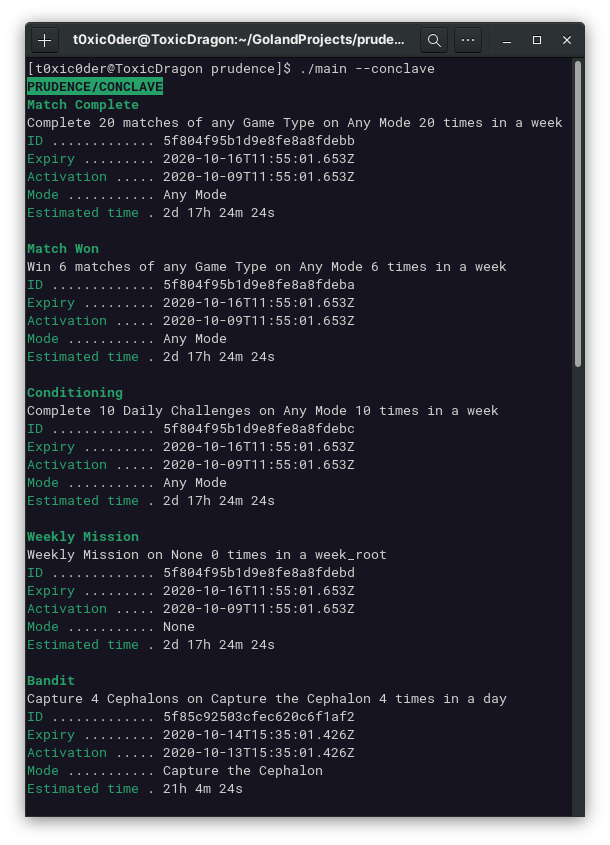 t0xic0der@ToxicDragon:~/GolandProjects/prude...
[t0xic0der@ToxicDragon prudence]$ ./main --conclave
PRUDENCE/CONCLAVE
Match Complete
Complete 20 matches of any Game Type on Any Mode 20 times in a week
ID ............. 5f804f95b1d9e8fe8a8fdebb
Expiry ......... 2020-10-16T11:55:01.653Z
Activation ..... 2020-10-09T11:55:01.653Z
Mode ........... Any Mode
Estimated time . 2d 17h 24m 24s
Match Won
Win 6 matches of any Game Type on Any Mode 6 times in a week
ID ............. 5f804f95b1d9e8fe8a8fdeba
Expiry ......... 2020-10-16T11:55:01.653Z
Activation ..... 2020-10-09T11:55:01.653Z
Mode ........... Any Mode
Estimated time . 2d 17h 24m 24s
Conditioning
Complete 10 Daily Challenges on Any Mode 10 times in a week
ID ............. 5f804f95b1d9e8fe8a8fdebc
Expiry ......... 2020-10-16T11:55:01.653Z
Activation ..... 2020-10-09T11:55:01.653Z
Mode ........... Any Mode
Estimated time . 2d 17h 24m 24s
Weekly Mission
Weekly Mission on None 0 times in a week_root
ID ............. 5f804f95b1d9e8fe8a8fdebd
Expiry ......... 2020-10-16T11:55:01.653Z
Activation ..... 2020-10-09T11:55:01.653Z
Mode ........... None
Estimated time . 2d 17h 24m 24s
Bandit
Capture 4 Cephalons on Capture the Cephalon 4 times in a day
ID ............. 5f85c92503cfec620c6f1af2
Expiry ......... 2020-10-14T15:35:01.426Z
Activation ..... 2020-10-13T15:35:01.426Z
Mode ........... Capture the Cephalon
Estimated time . 21h 4m 24s